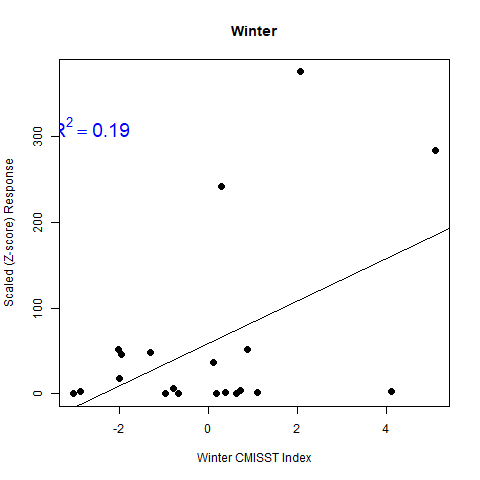 Winter
R² = 0.19
Scaled (Z-score) Response
300
200
100
0
-2 0 2 4
Winter CMISST Index